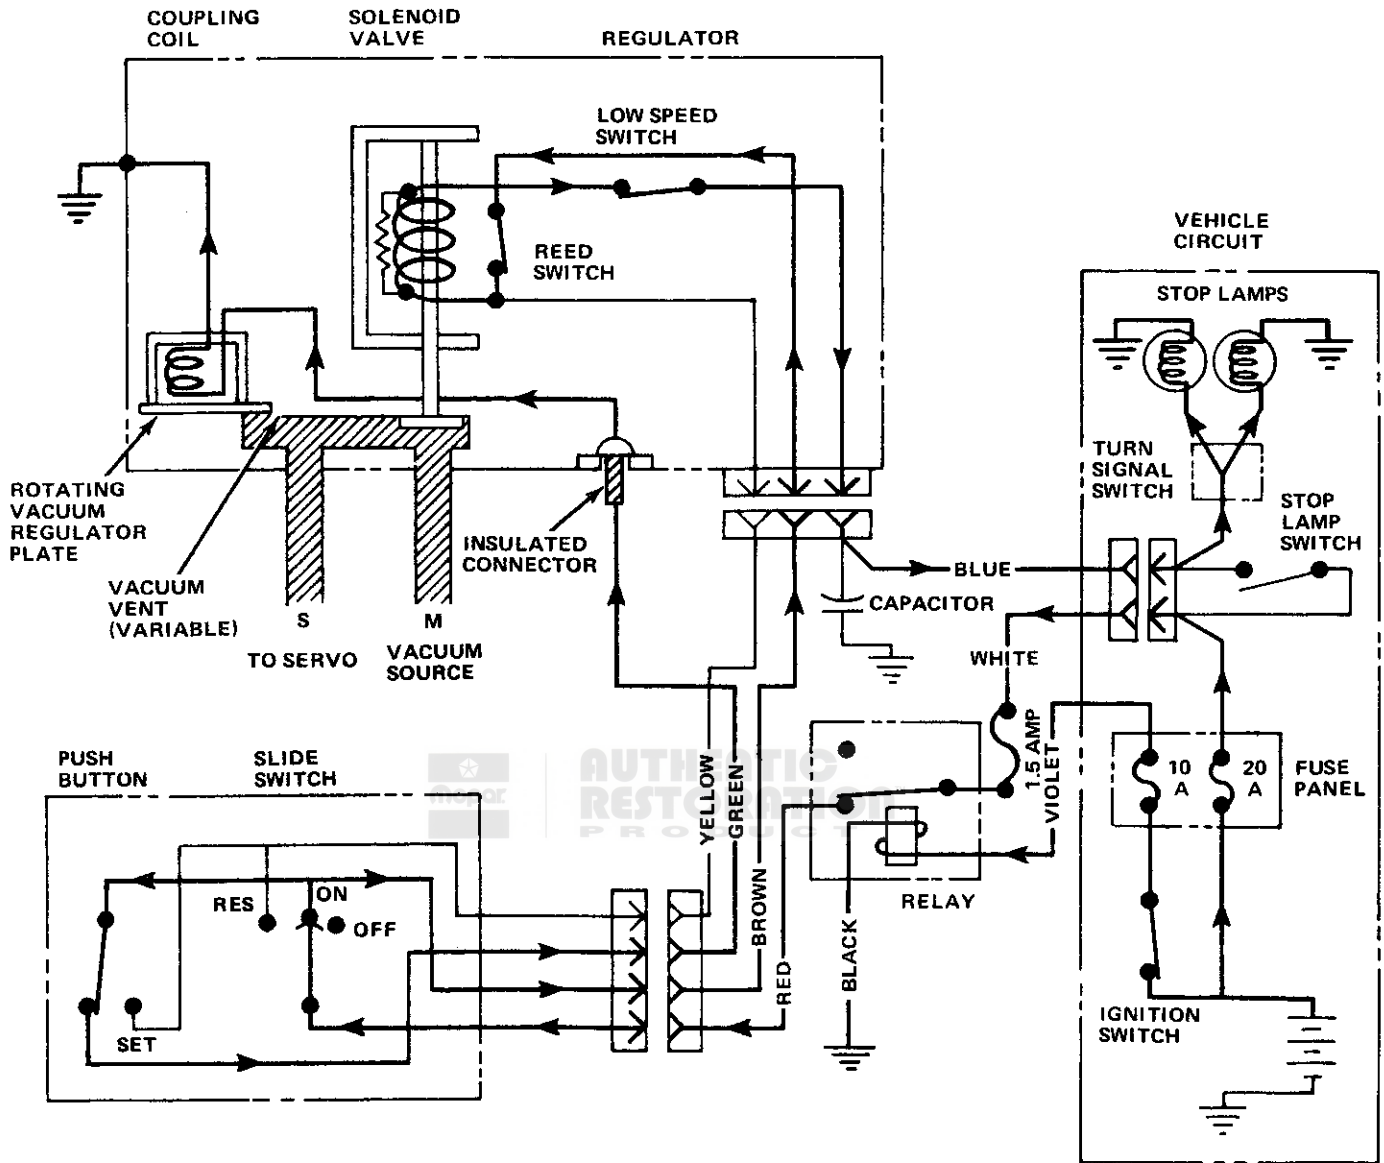 COUPLING
COIL
SOLENOID
VALVE
REGULATOR
LOW SPEED
SWITCH
REED
SWITCH
VEHICLE
CIRCUIT
STOP LAMPS
TURN
SIGNAL
SWITCH
STOP
LAMP
SWITCH
ROTATING
VACUUM
REGULATOR
PLATE
INSULATED
CONNECTOR
VACUUM
VENT
(VARIABLE)
S
TO SERVO
M
VACUUM
SOURCE
BLUE
CAPACITOR
WHITE
1.5 AMP
VIOLET
10
A
20
A
FUSE
PANEL
PUSH
BUTTON
SLIDE
SWITCH
mopar
AUTHENTIC
RESTORATION
PRODUCT
YELLOW
GREEN
BROWN
RED
BLACK
RELAY
RES
ON
OFF
SET
IGNITION
SWITCH